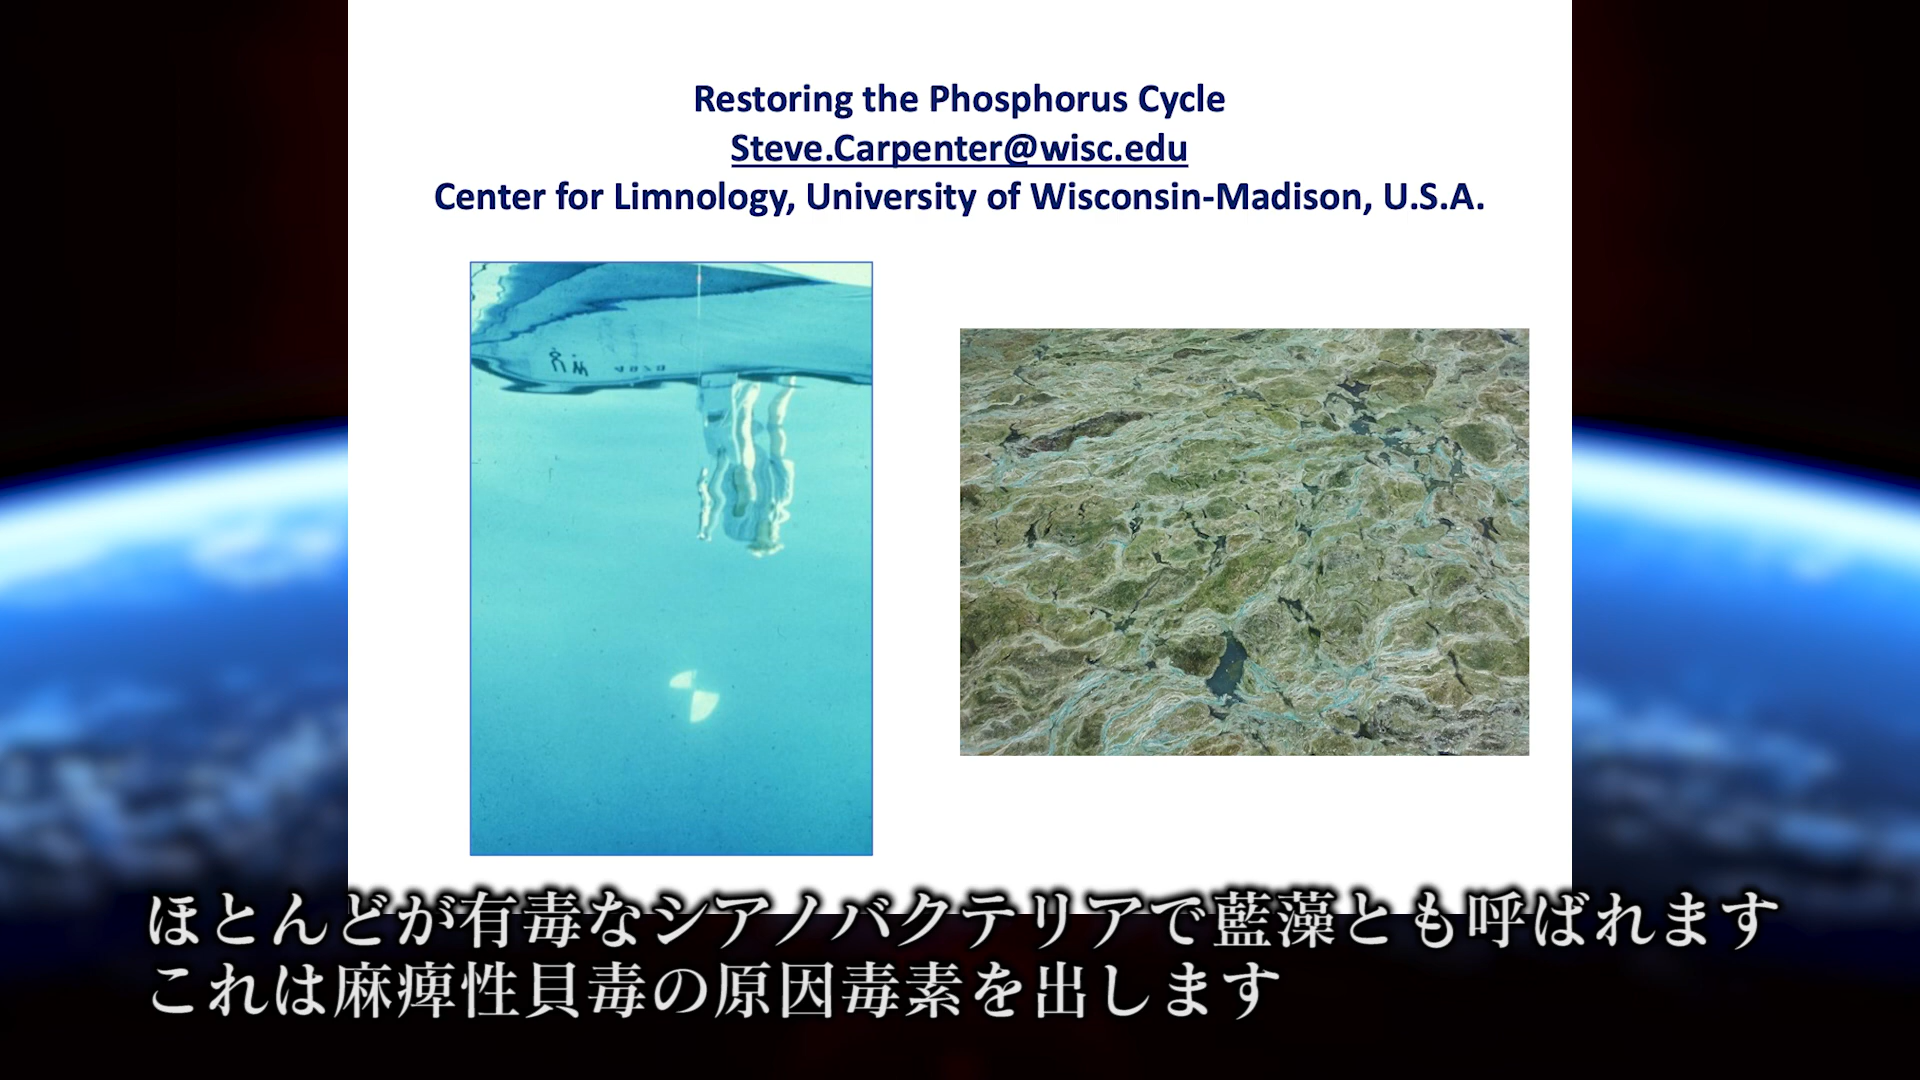 Restoring the Phosphorus Cycle
Steve.Carpenter@wisc.edu
Center for Limnology, University of Wisconsin-Madison, U.S.A.
ほとんどが有毒なシアノバクテリアで藍藻とも呼ばれます
これは麻痺性貝毒の原因毒素を出します